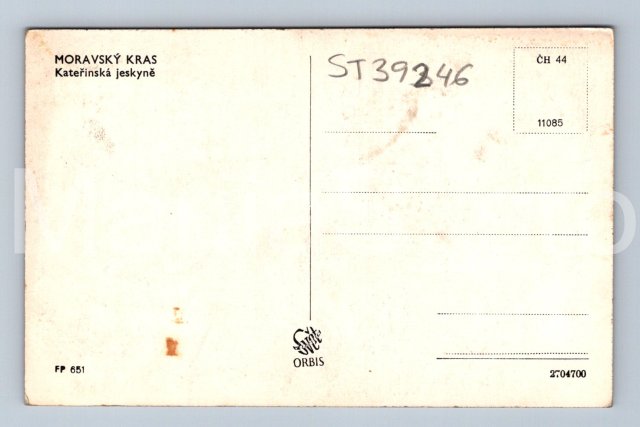 MORAVSKÝ KRAS
Kateřinská jeskyně
ST39246
ČH 44
11085
ORBIS
FP 651
2704700